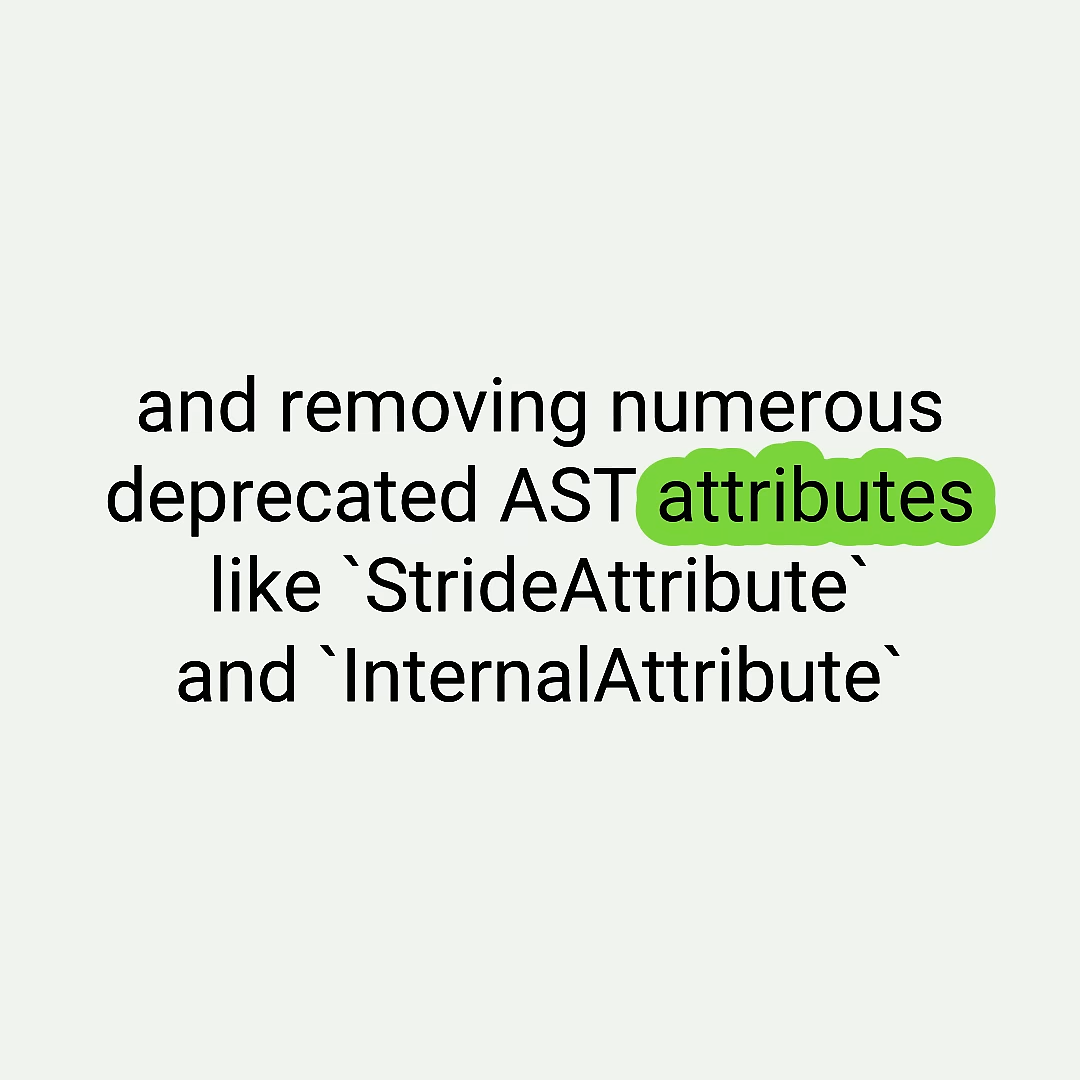 and removing numerous
deprecated AST attributes
like `StrideAttribute`
and `InternalAttribute`